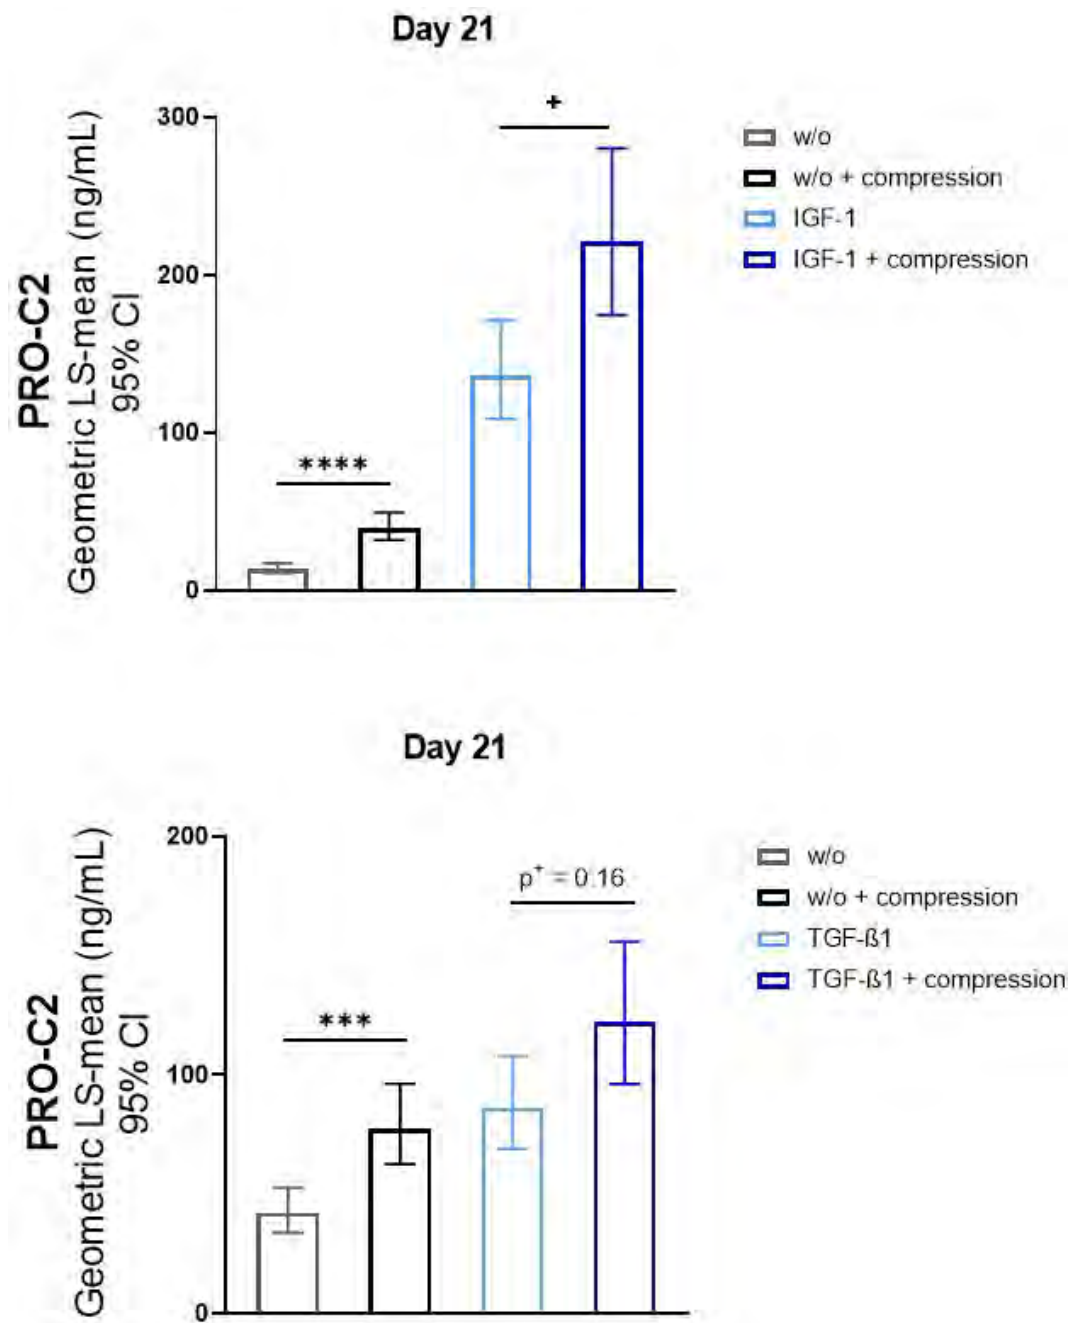 Day 21
PRO-C2
Geometric LS-mean (ng/mL)
95% CI
300
200
100
0
****
+
w/o
w/o + compression
IGF-1
IGF-1 + compression
Day 21
PRO-C2
Geometric LS-mean (ng/mL)
95% CI
200
100
0
***
p⁺ = 0.16
w/o
w/o + compression
TGF-ß1
TGF-ß1 + compression